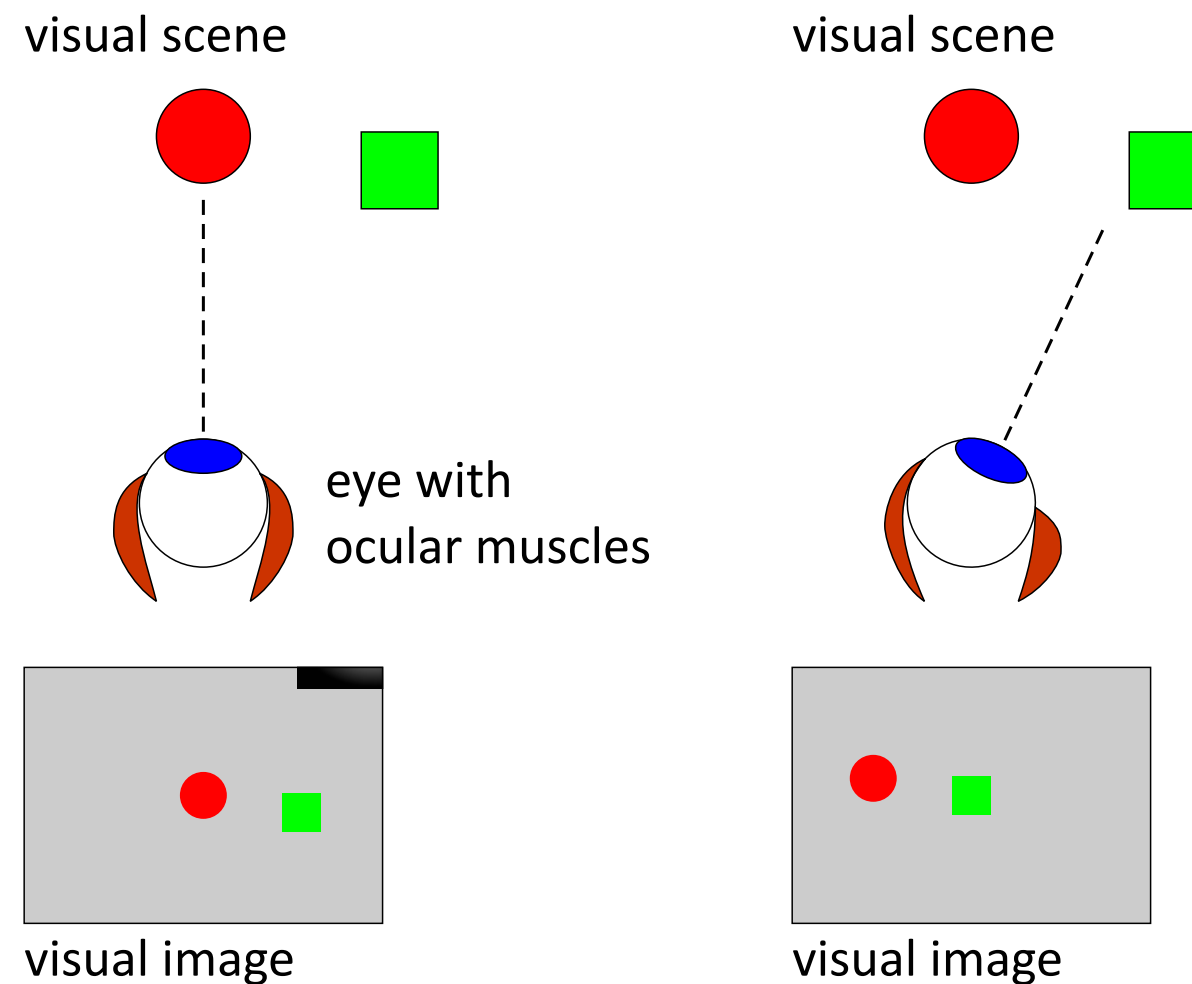 visual scene
visual scene
eye with
ocular muscles
visual image
visual image